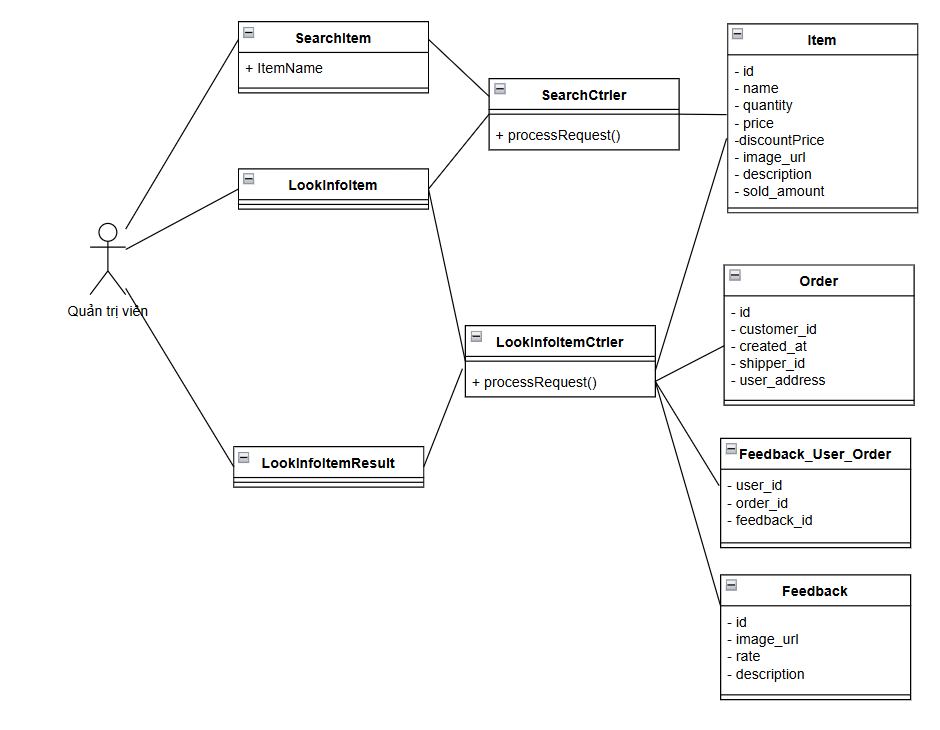 SearchItem
+ ItemName
LookInfoItem
Quản trị viên
LookInfoItemResult
SearchCtrler
+ processRequest()
LookInfoItemCtrler
+ processRequest()
Item
- id
- name
- quantity
- price
-discountPrice
- image_url
- description
- sold_amount
Order
- id
- customer_id
- created_at
- shipper_id
- user_address
Feedback_User_Order
- user_id
- order_id
- feedback_id
Feedback
- id
- image_url
- rate
- description